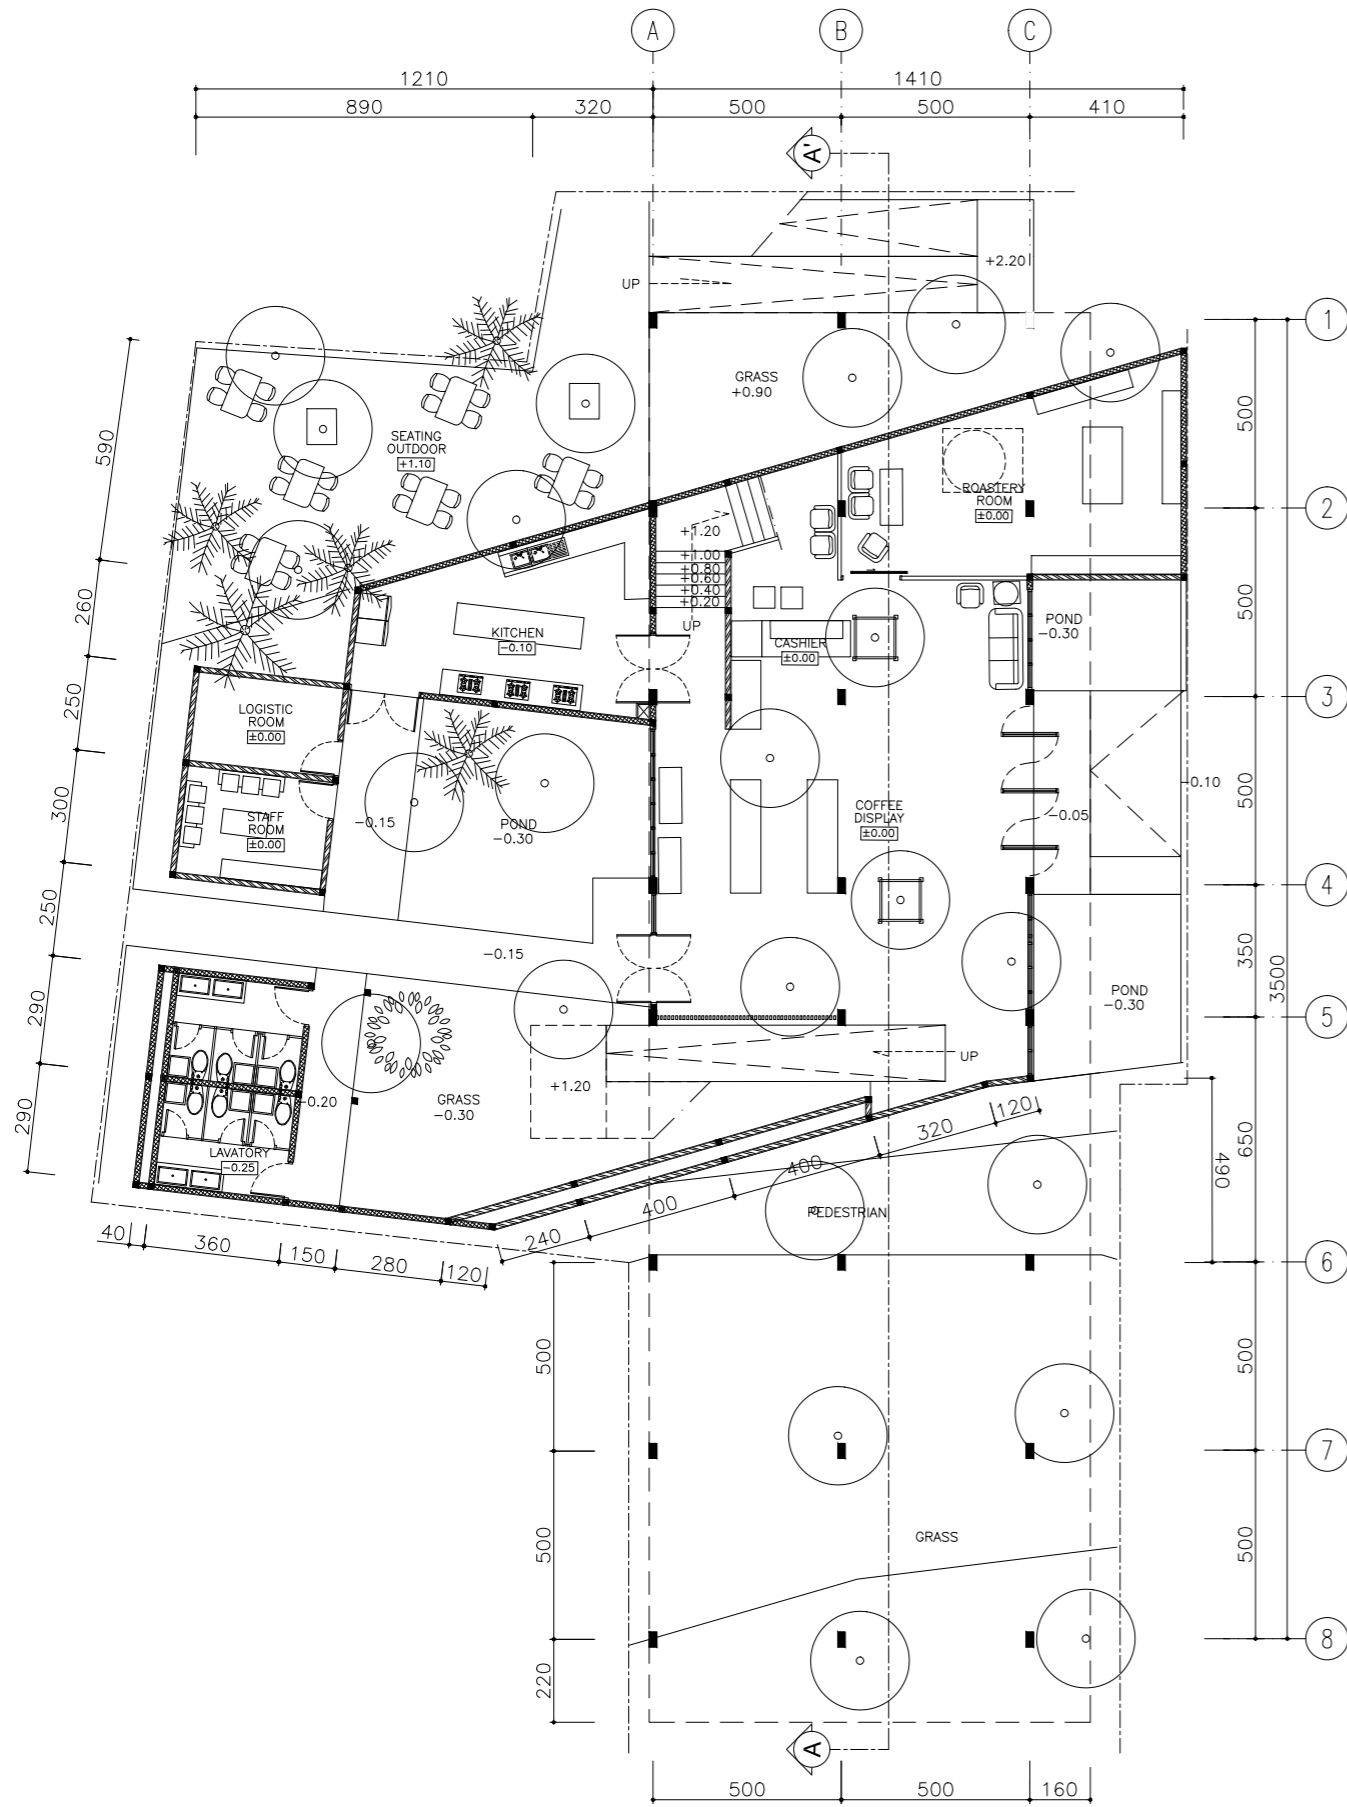 A
B
C
1210
1410
890
320
500
500
410
A'
+2.20
UP
1
GRASS
+0.90
590
500
SEATING
OUTDOOR
+1.10
ROASTERY
ROOM
±0.00
2
+1.20
+1.00
+0.80
+0.60
+0.40
+0.20
UP
260
500
KITCHEN
-0.10
CASHIER
±0.00
POND
-0.30
3
250
LOGISTIC
ROOM
±0.00
300
500
-0.10
STAFF
ROOM
±0.00
-0.15
POND
-0.30
COFFEE
DISPLAY
±0.00
-0.05
4
250
350
3500
-0.15
POND
-0.30
290
5
UP
+1.20
-0.20
GRASS
-0.30
290
LAVATORY
-0.25
120
320
400
400
240
490
650
PEDESTRIAN
40
360
150
280
120
6
500
500
7
GRASS
500
500
8
220
A
500
500
160